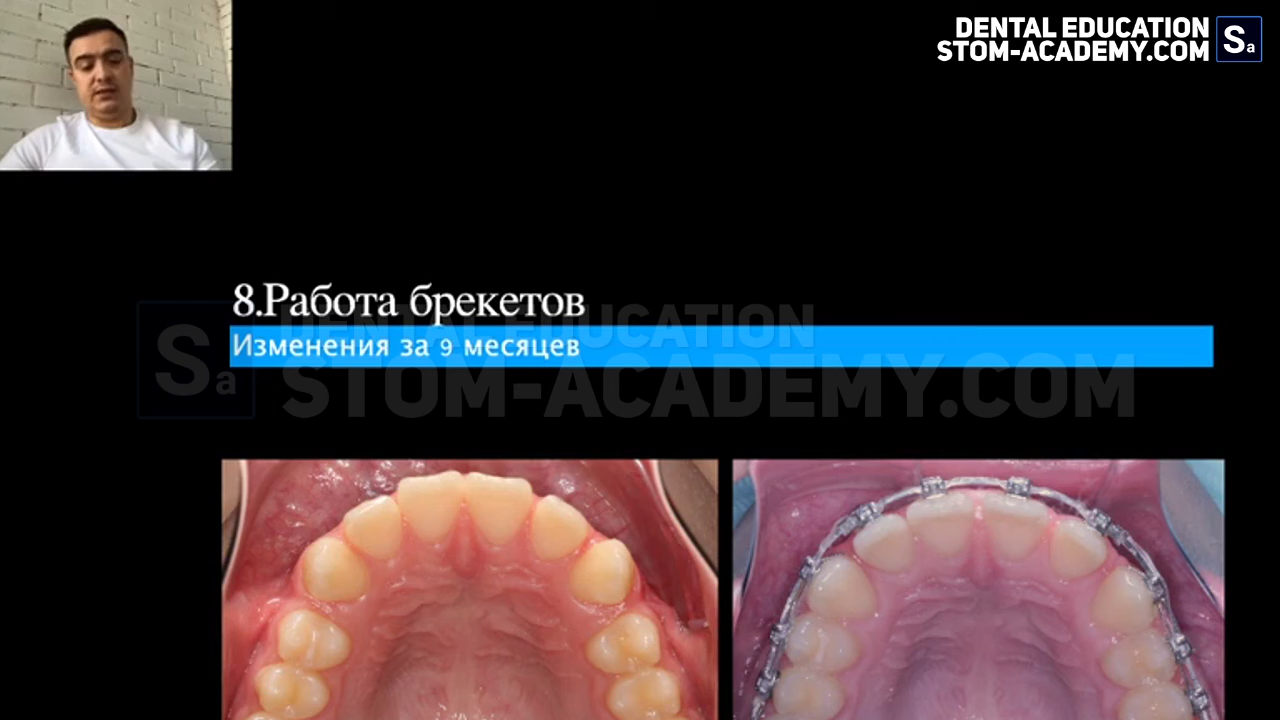 DENTAL EDUCATION
STOM-ACADEMY.COM
Sa
8.Работа брекетов
Изменения за 9 месяцев
Sa
DENTAL EDUCATION
STOM-ACADEMY.COM